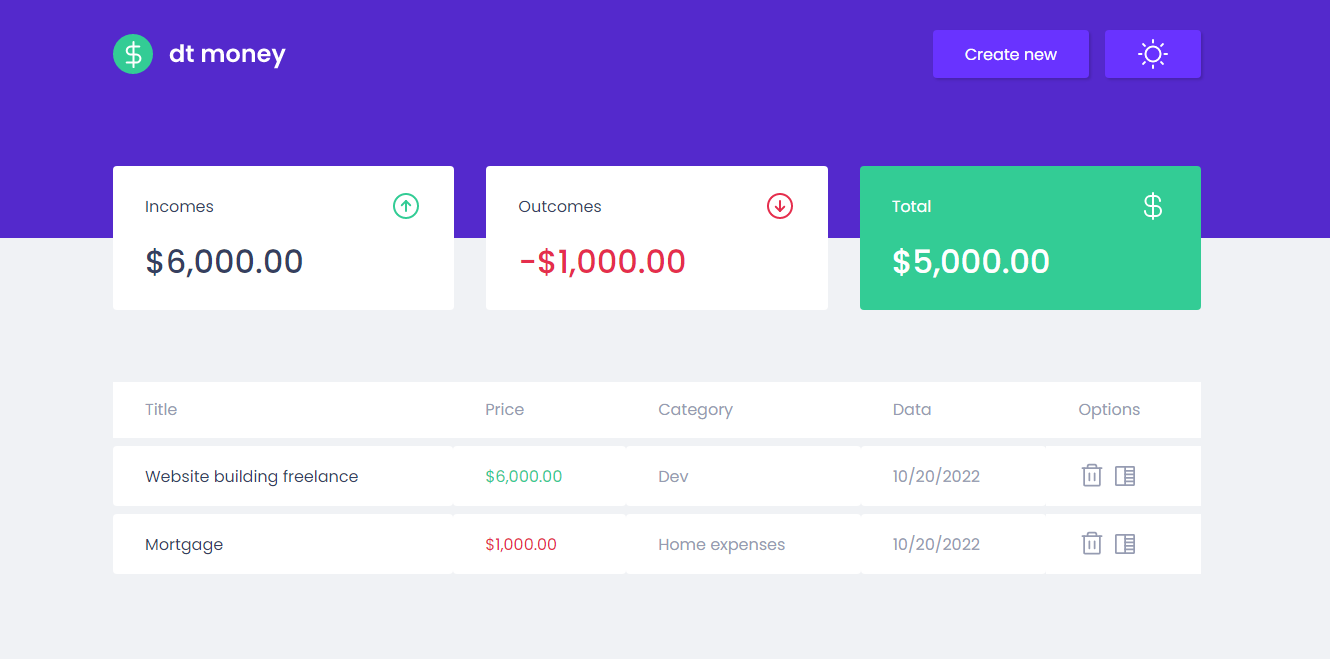 $ dt money Create new
Incomes Outcomes Total $
$6,000.00 -$1,000.00 $5,000.00
Title Price Category Data Options
Website building freelance $6,000.00 Dev 10/20/2022
Mortgage $1,000.00 Home expenses 10/20/2022